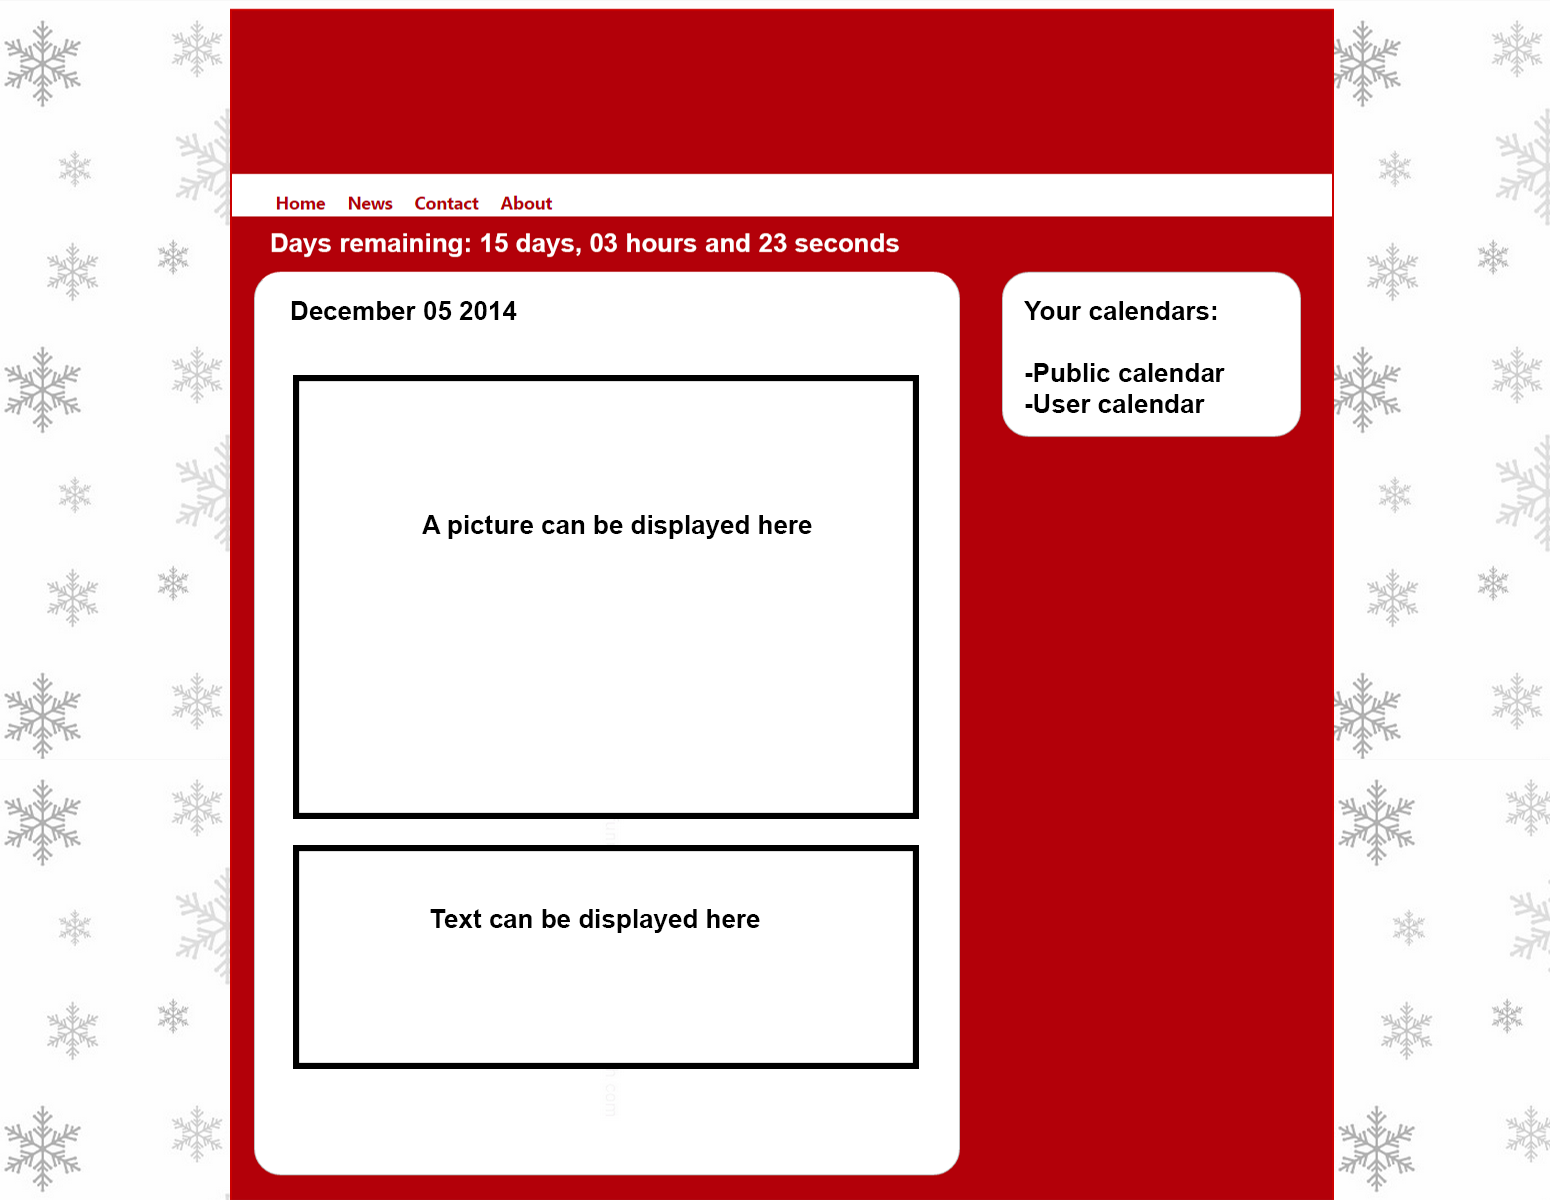 Home News Contact About
Days remaining: 15 days, 03 hours and 23 seconds
December 05 2014
Your calendars:
-Public calendar
-User calendar
A picture can be displayed here
Text can be displayed here